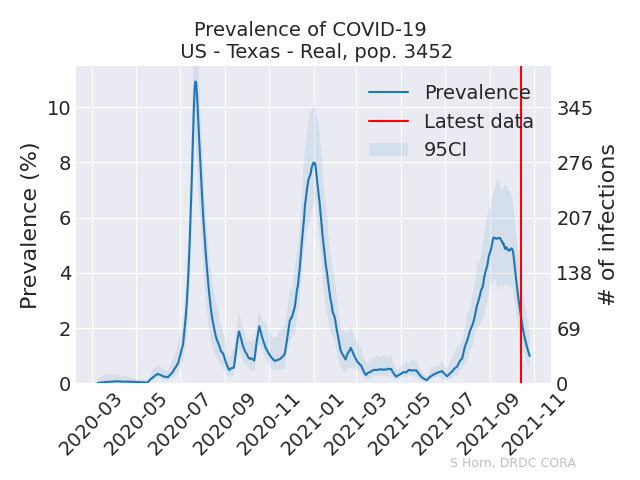 Prevalence of COVID-19
US - Texas - Real, pop. 3452
Prevalence (%)
10
8
6
4
2
0
Prevalence
Latest data
95CI
345
276
207
138
69
0
# of infections
2020-03
2020-05
2020-07
2020-09
2020-11
2021-01
2021-03
2021-05
2021-07
2021-09
2021-11
S Horn, DRDC CORA